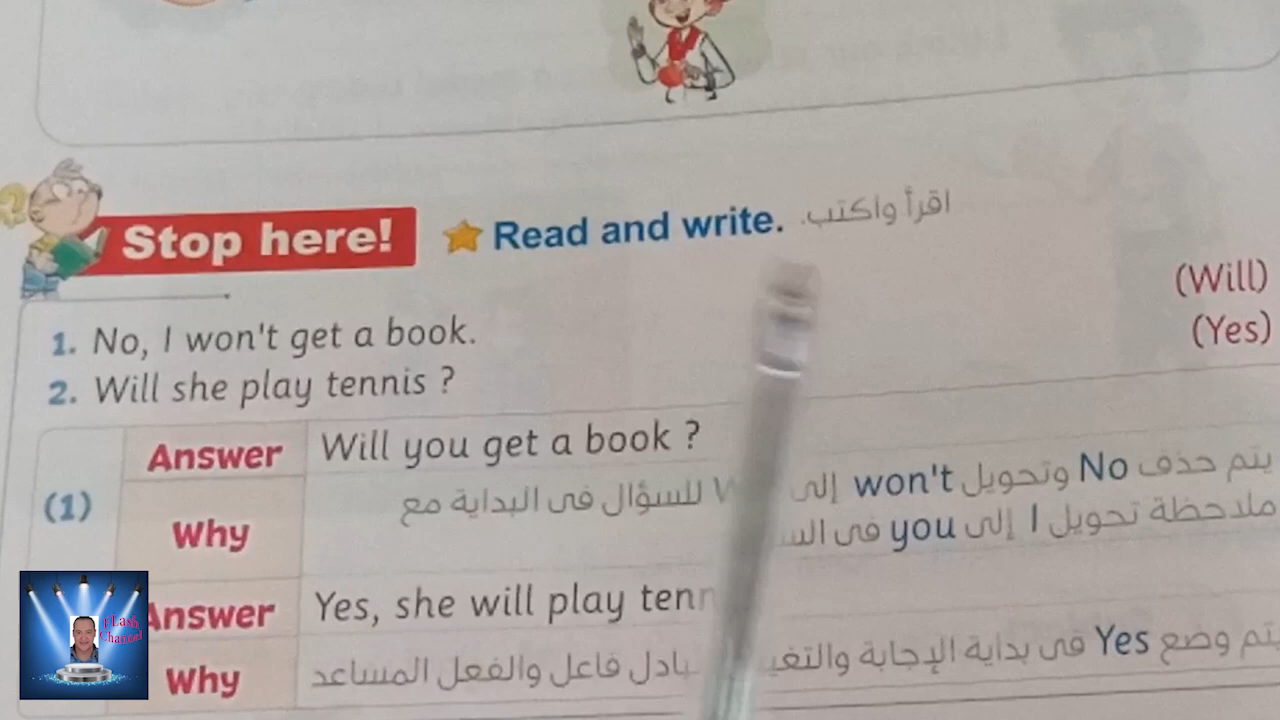 Stop here! Read and write. اقرأ واكتب.
1. No, I won't get a book. (Will)
2. Will she play tennis ? (Yes)
(1)
Answer Will you get a book ?
Why يتم حذف No وتحويل won't إلى للسؤال فى البداية مع
ملاحظة تحويل I إلى you فى
Answer Yes, she will play
Why يتم وضع Yes فى بداية الإجابة فاعل والفعل المساعد
FLash
Channel